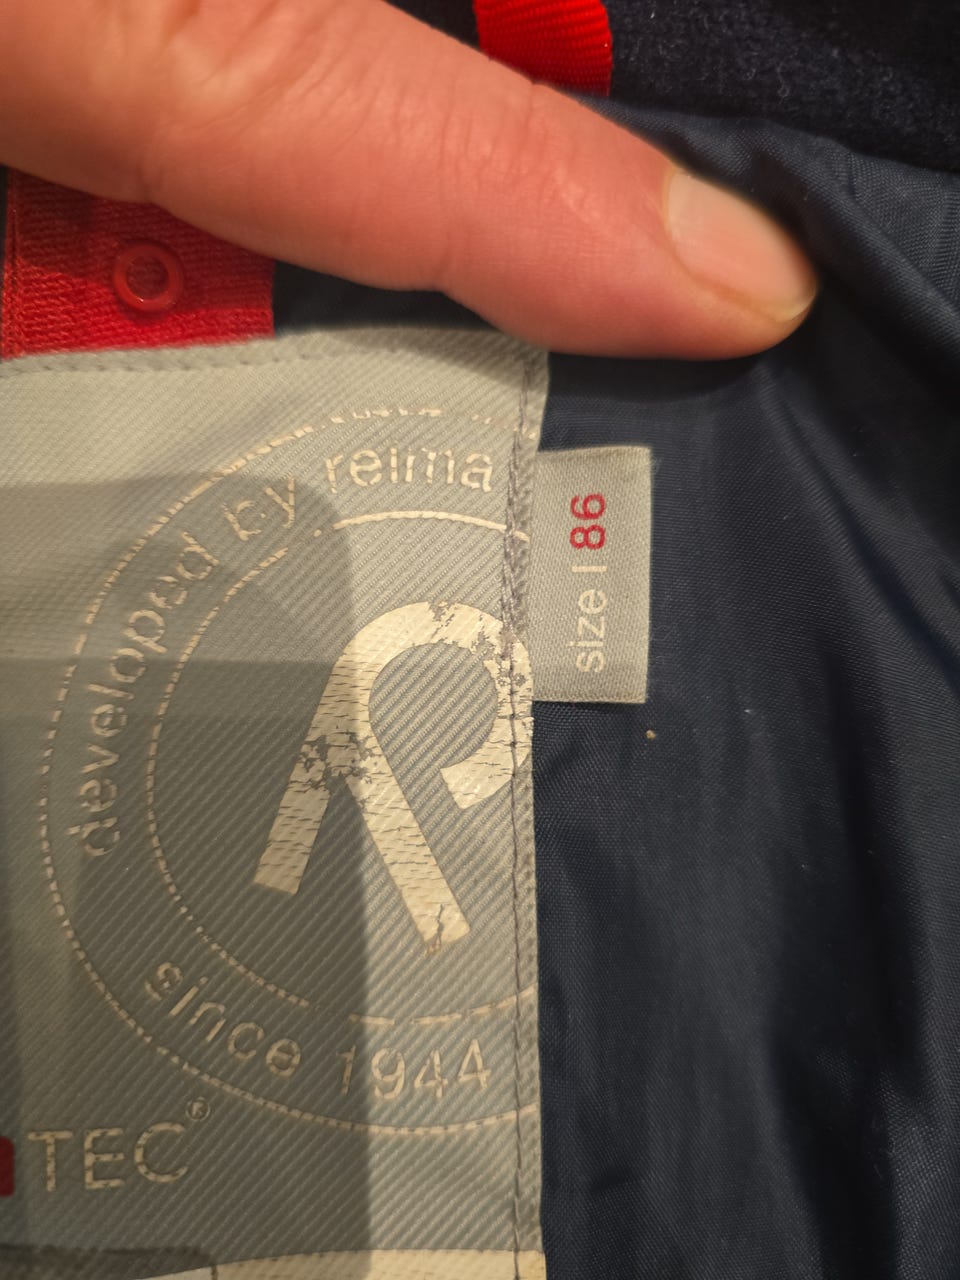 developed by reima
R
since 1944
TEC®
size | 86